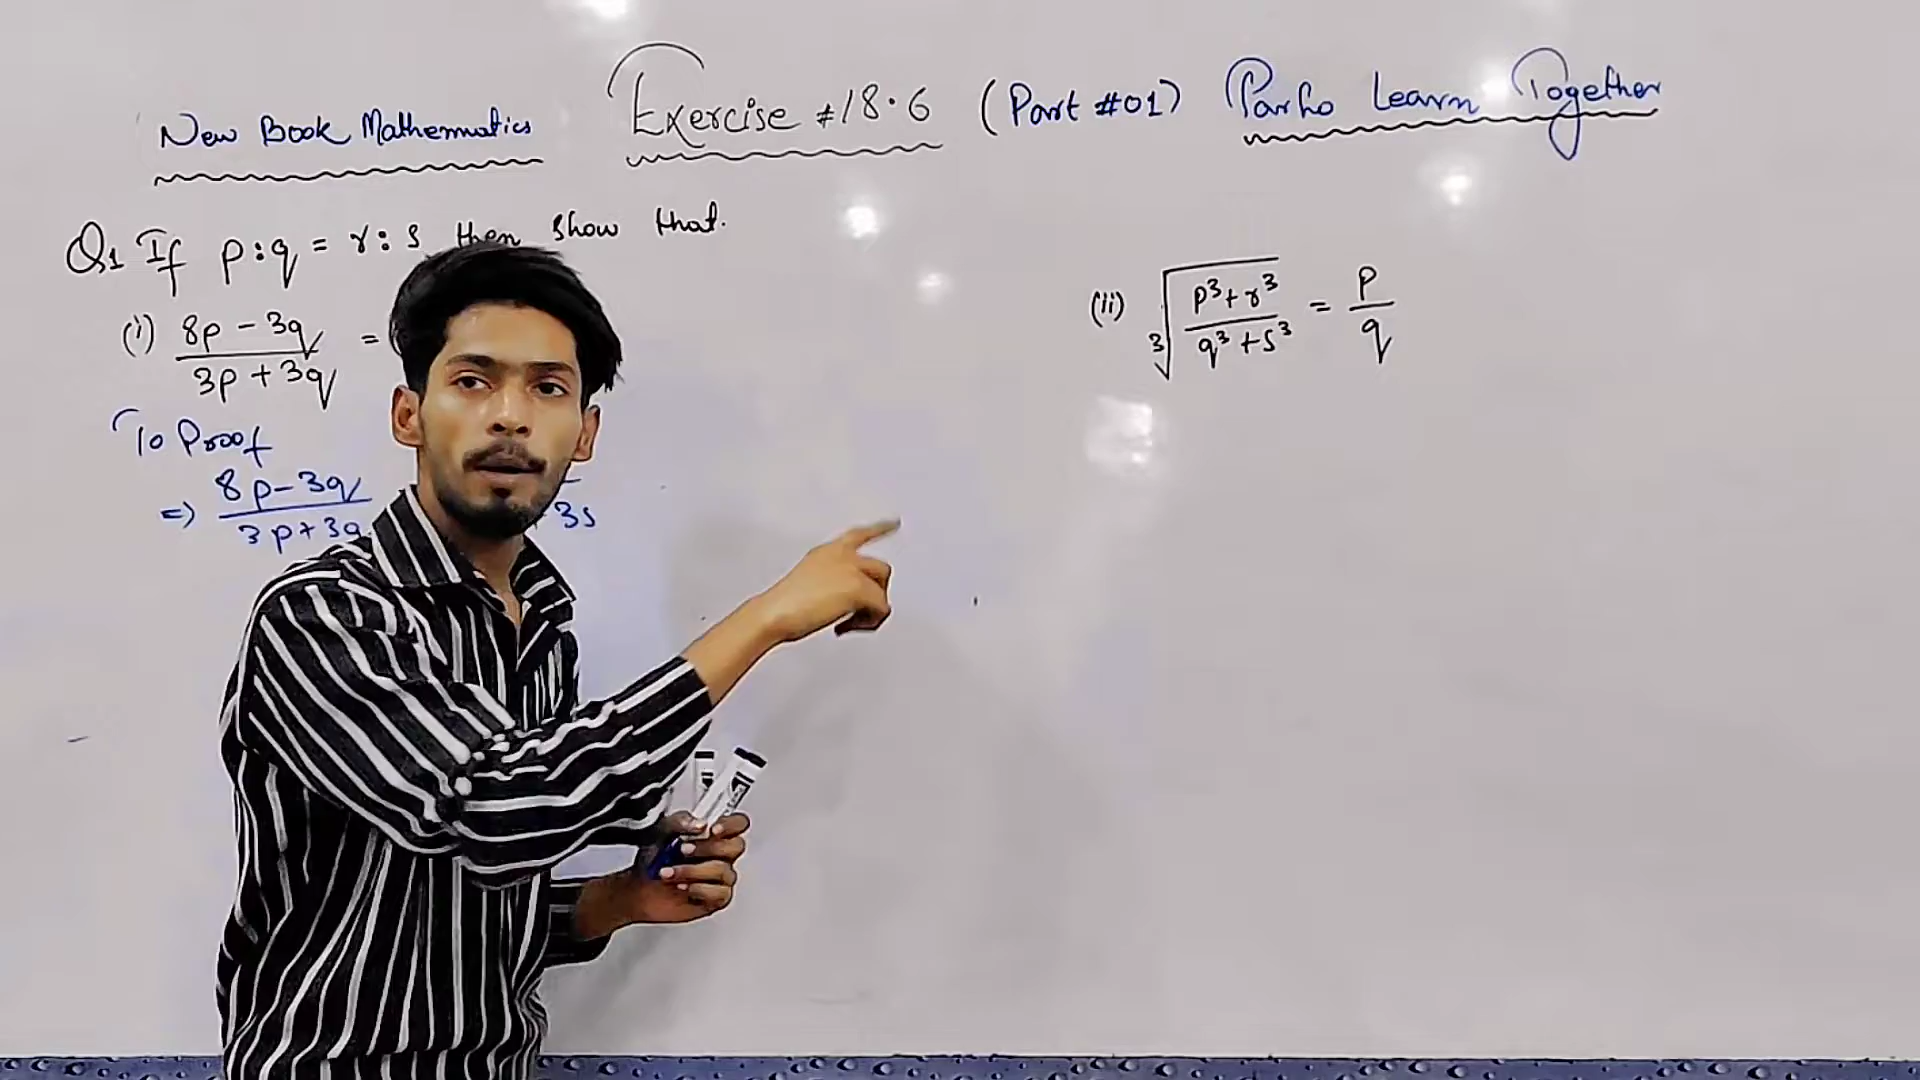 New Book Mathematics Exercise #18.6 (Part #01) Parho Learn Together
Q1 If p:q = r:s then show that.
(i) 8p - 3q / 3p + 3q =
(ii) ∛(p³+r³ / q³+s³) = p / q
To Proof
⇒ 8p - 3q / 3p + 3q + 3s